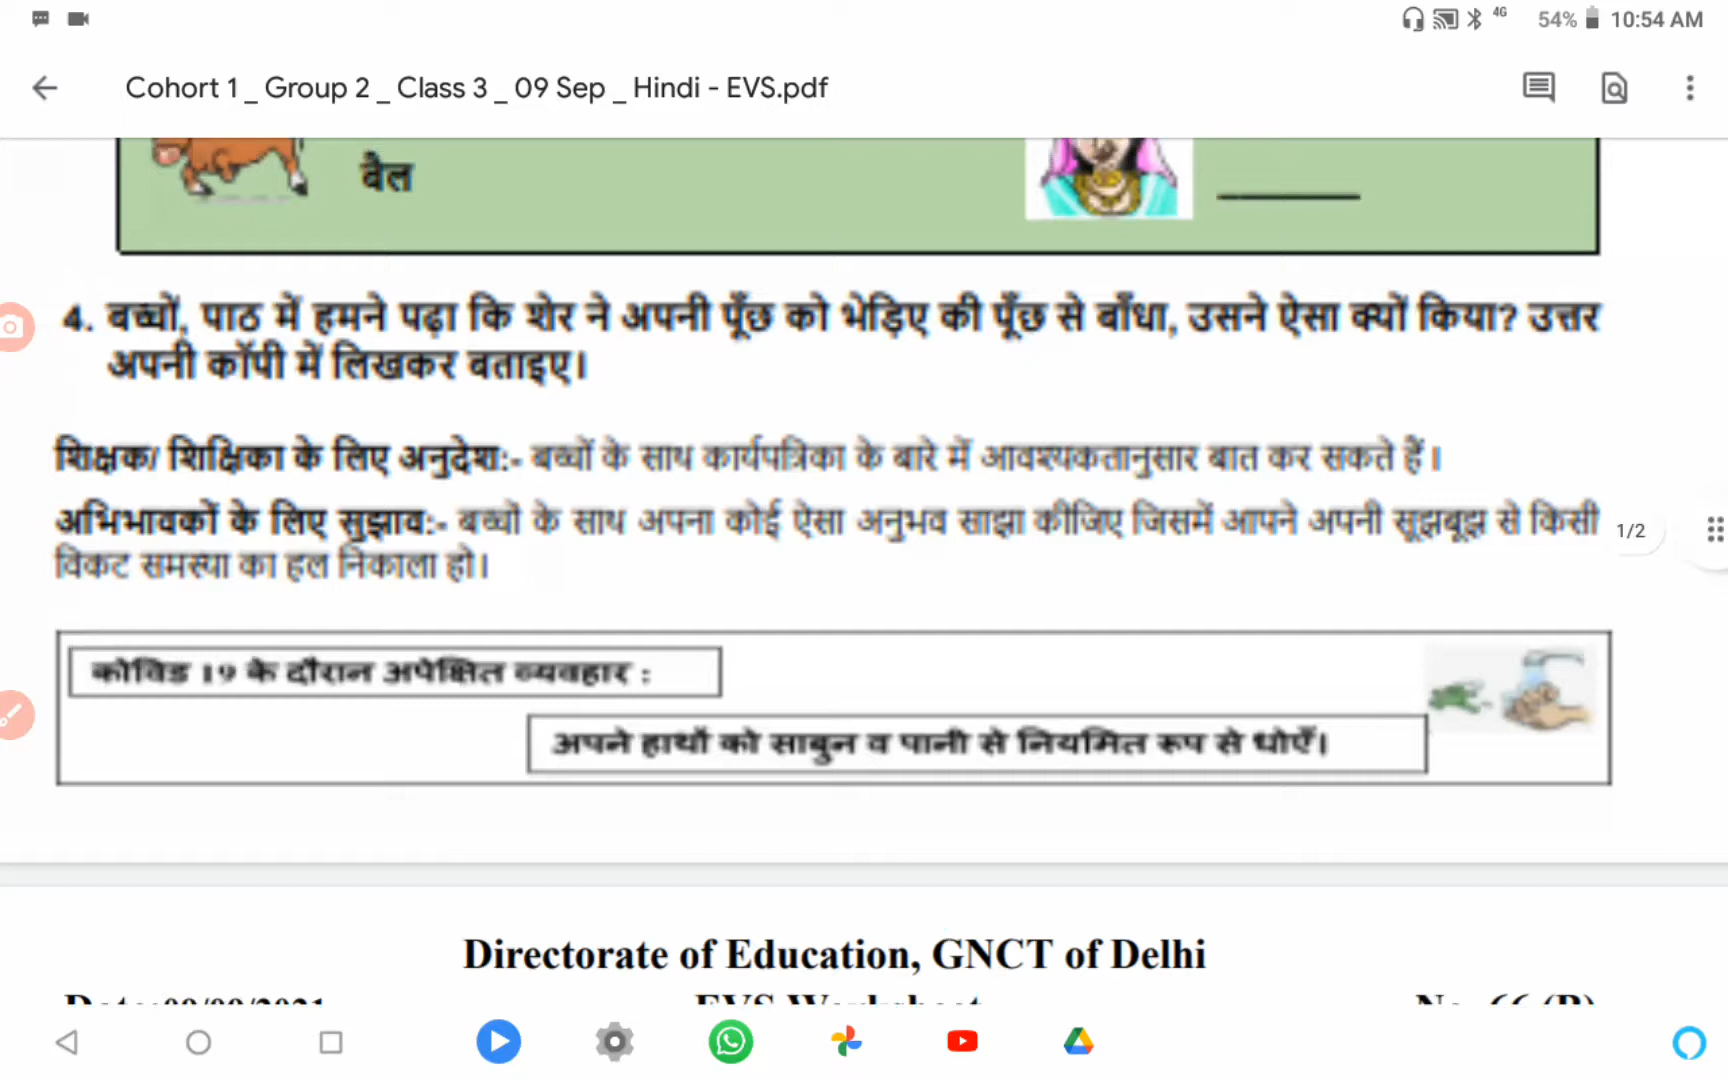 4G 54% 10:54 AM
Cohort 1 _ Group 2 _ Class 3 _ 09 Sep _ Hindi - EVS.pdf
बैल
4. बच्चों, पाठ में हमने पढ़ा कि शेर ने अपनी पूँछ को भेड़िए की पूँछ से बाँधा, उसने ऐसा क्यों किया? उत्तर
अपनी कॉपी में लिखकर बताइए।
शिक्षक/ शिक्षिका के लिए अनुदेश:- बच्चों के साथ कार्यपत्रिका के बारे में आवश्यकतानुसार बात कर सकते हैं।
अभिभावकों के लिए सुझाव:- बच्चों के साथ अपना कोई ऐसा अनुभव साझा कीजिए जिसमें आपने अपनी सूझबूझ से किसी
1/2
विकट समस्या का हल निकाला हो।
कोविड 19 के दौरान अपेक्षित व्यवहार :
अपने हाथों को साबुन व पानी से नियमित रूप से धोएँ।
Directorate of Education, GNCT of Delhi